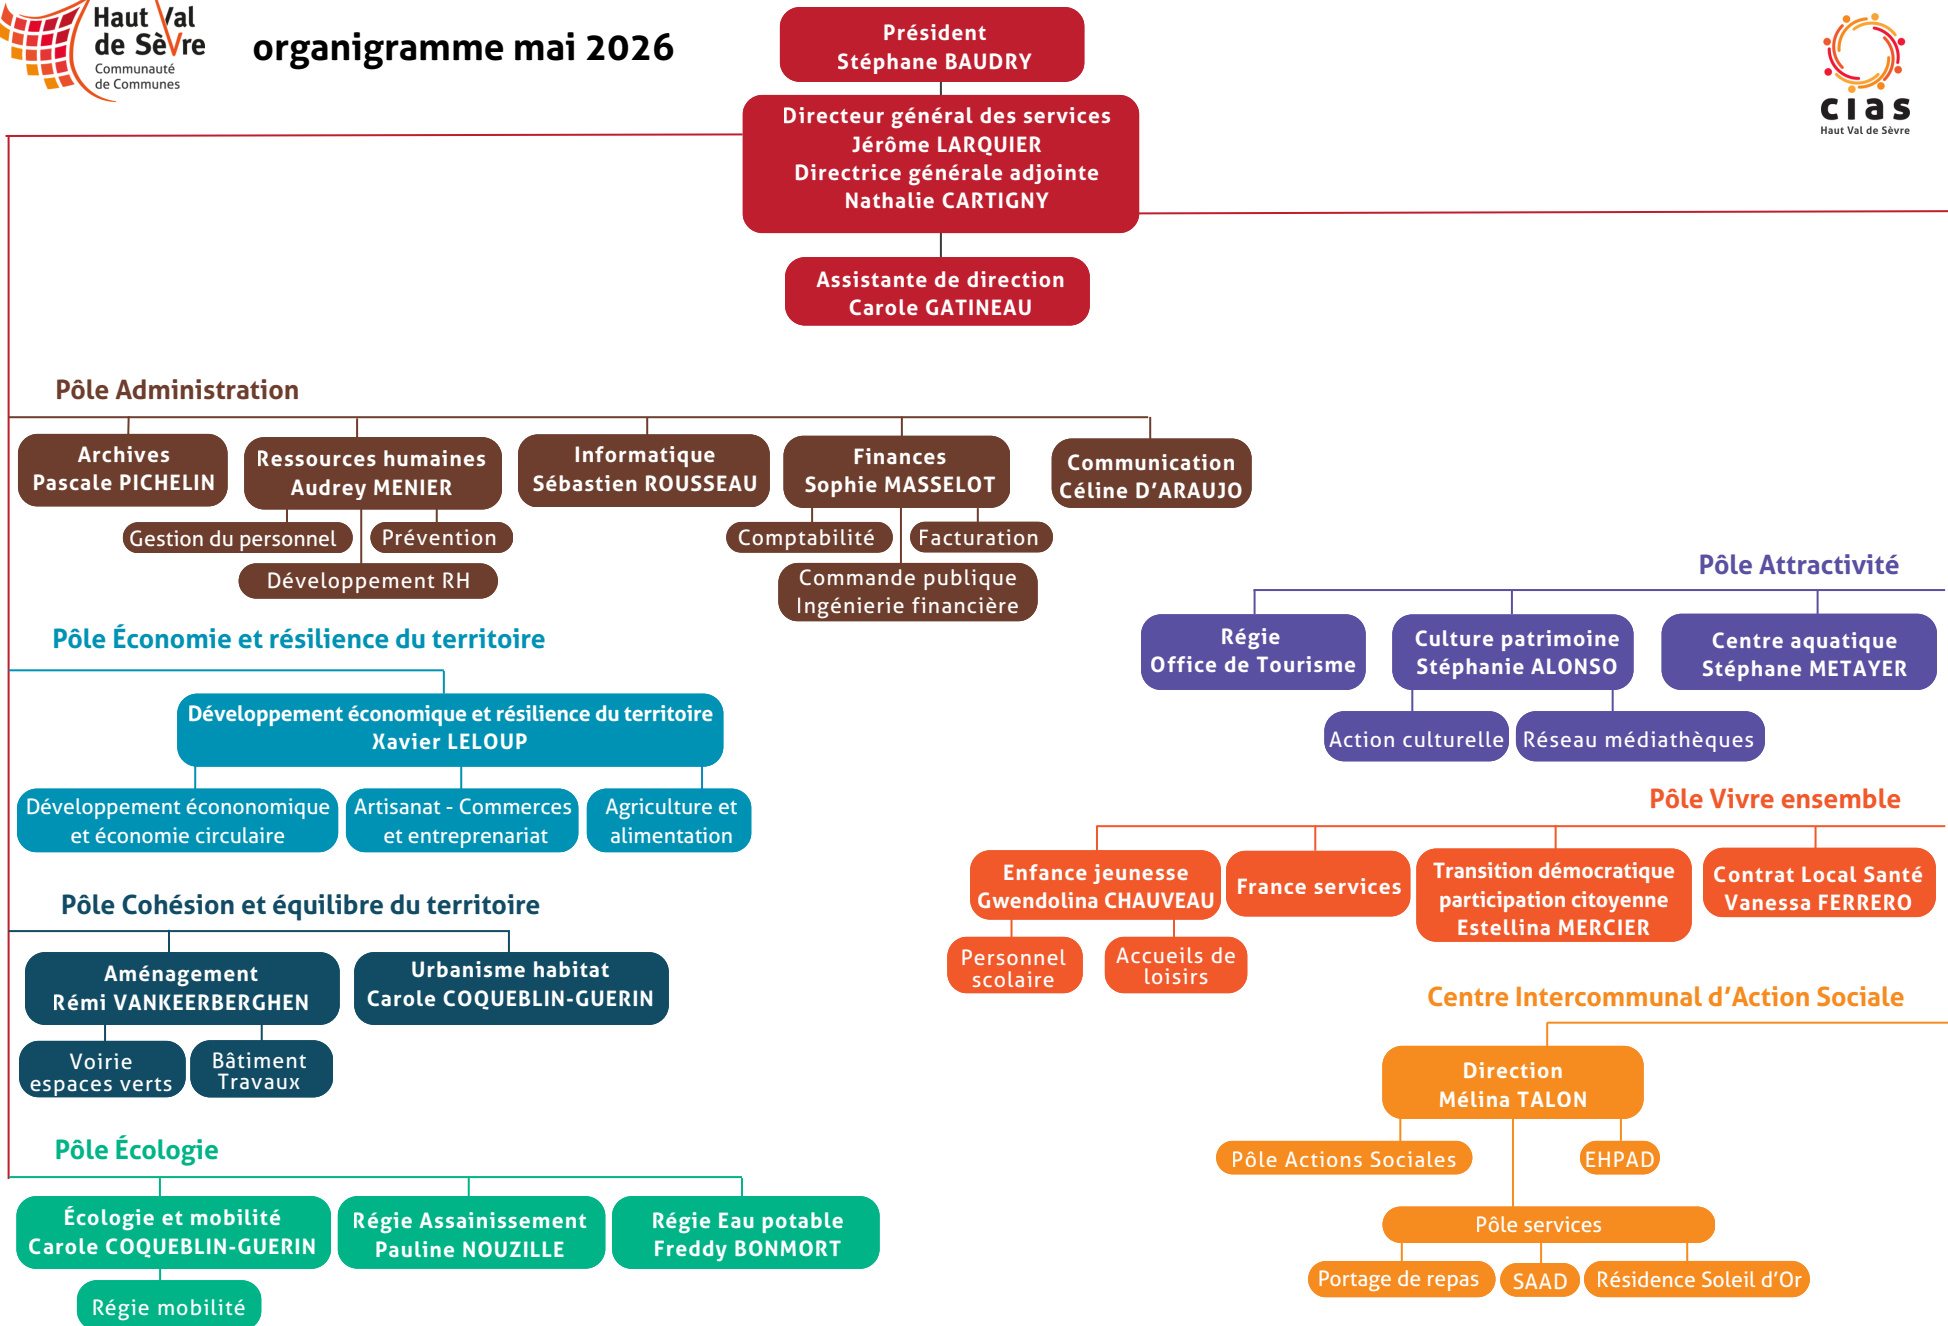 Haut Val
de Sèvre
Communauté
de Communes
organigramme mai 2026
Président
Stéphane BAUDRY
cias
Haut Val de Sèvre
Directeur général des services
Jérôme LARQUIER
Directrice générale adjointe
Nathalie CARTIGNY
Assistante de direction
Carole GATINEAU
Pôle Administration
Archives
Pascale PICHELIN
Ressources humaines
Audrey MENIER
Informatique
Sébastien ROUSSEAU
Finances
Sophie MASSELOT
Communication
Céline D’ARAUJO
Gestion du personnel
Prévention
Développement RH
Comptabilité
Facturation
Commande publique
Ingénierie financière
Pôle Économie et résilience du territoire
Développement économique et résilience du territoire
Xavier LELOUP
Développement écononomique
et économie circulaire
Artisanat - Commerces
et entreprenariat
Agriculture et
alimentation
Pôle Cohésion et équilibre du territoire
Aménagement
Rémi VANKEERBERGHEN
Urbanisme habitat
Carole COQUEBLIN-GUERIN
Voirie
espaces verts
Bâtiment
Travaux
Pôle Écologie
Écologie et mobilité
Carole COQUEBLIN-GUERIN
Régie Assainissement
Pauline NOUZILLE
Régie Eau potable
Freddy BONMORT
Régie mobilité
Pôle Attractivité
Régie
Office de Tourisme
Culture patrimoine
Stéphanie ALONSO
Centre aquatique
Stéphane METAYER
Action culturelle
Réseau médiathèques
Pôle Vivre ensemble
Enfance jeunesse
Gwendolina CHAUVEAU
France services
Transition démocratique
participation citoyenne
Estellina MERCIER
Contrat Local Santé
Vanessa FERRERO
Personnel
scolaire
Accueils de
loisirs
Centre Intercommunal d’Action Sociale
Direction
Mélina TALON
Pôle Actions Sociales
EHPAD
Pôle services
Portage de repas
SAAD
Résidence Soleil d’Or